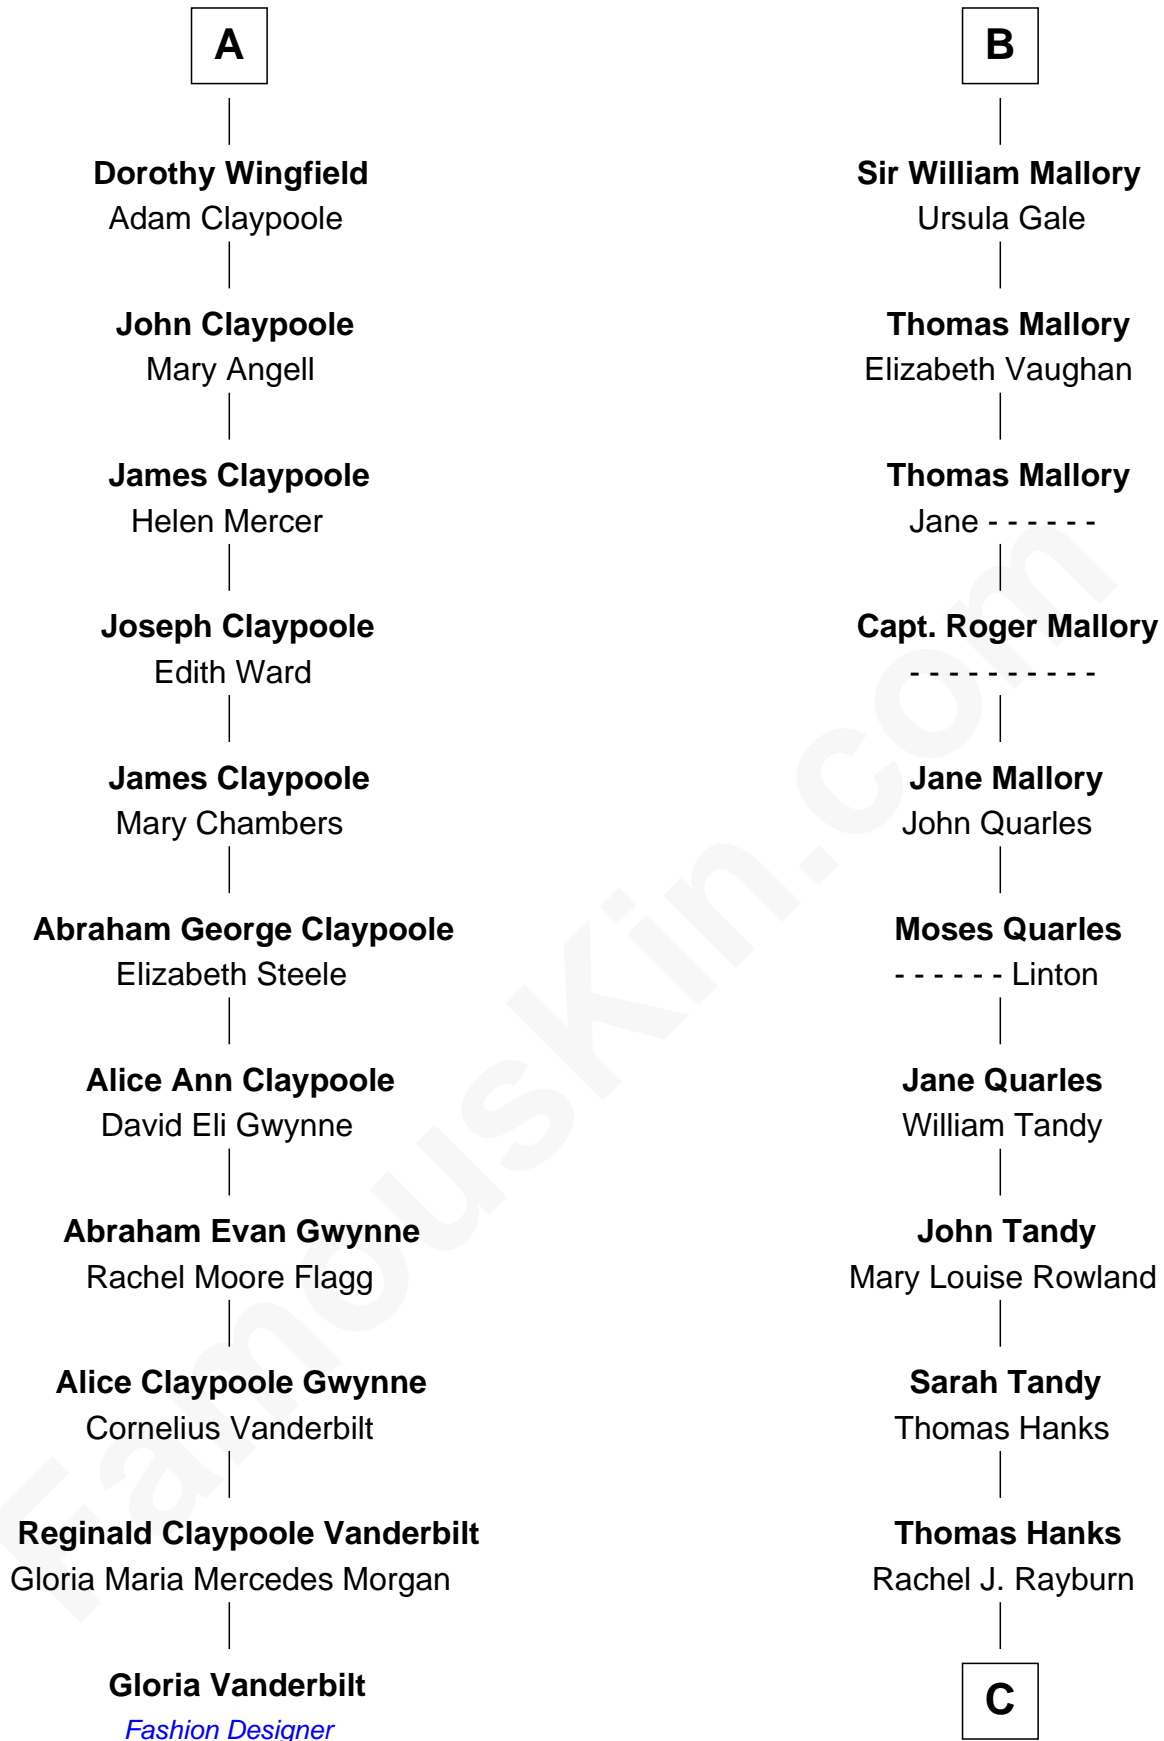 A
Dorothy Wingfield
Adam Claypoole
John Claypoole
Mary Angell
James Claypoole
Helen Mercer
Joseph Claypoole
Edith Ward
James Claypoole
Mary Chambers
Abraham George Claypoole
Elizabeth Steele
Alice Ann Claypoole
David Eli Gwynne
Abraham Evan Gwynne
Rachel Moore Flagg
Alice Claypoole Gwynne
Cornelius Vanderbilt
Reginald Claypoole Vanderbilt
Gloria Maria Mercedes Morgan
Gloria Vanderbilt
Fashion Designer
B
Sir William Mallory
Ursula Gale
Thomas Mallory
Elizabeth Vaughan
Thomas Mallory
Jane - - - - - -
Capt. Roger Mallory
- - - - - - - - - -
Jane Mallory
John Quarles
Moses Quarles
- - - - - - Linton
Jane Quarles
William Tandy
John Tandy
Mary Louise Rowland
Sarah Tandy
Thomas Hanks
Thomas Hanks
Rachel J. Rayburn
C
FamousKin.com